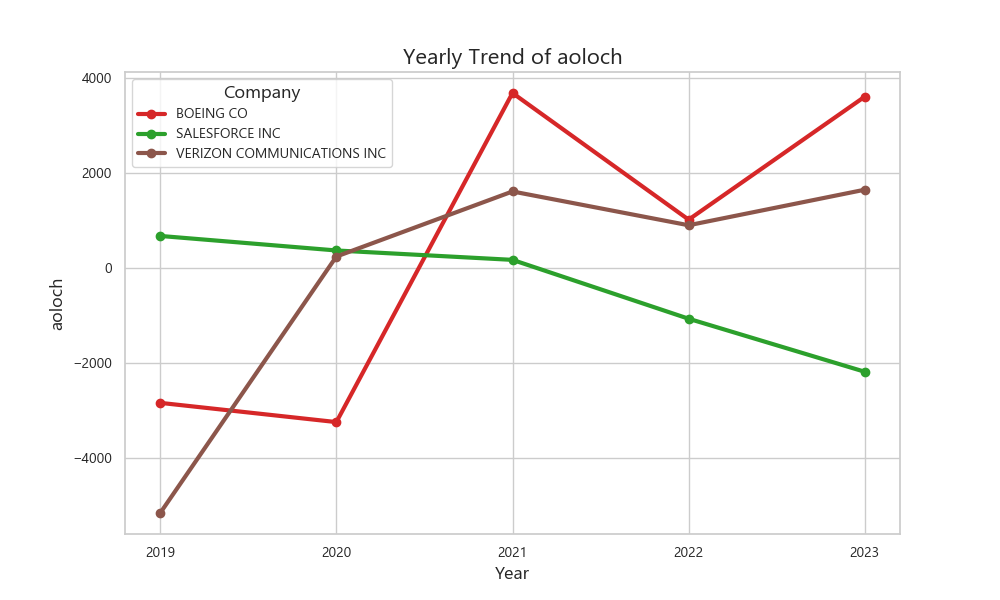 Yearly Trend of aoloch
Company
BOEING CO
SALESFORCE INC
VERIZON COMMUNICATIONS INC
aoloch
4000
2000
0
−2000
−4000
2019
2020
2021
2022
2023
Year